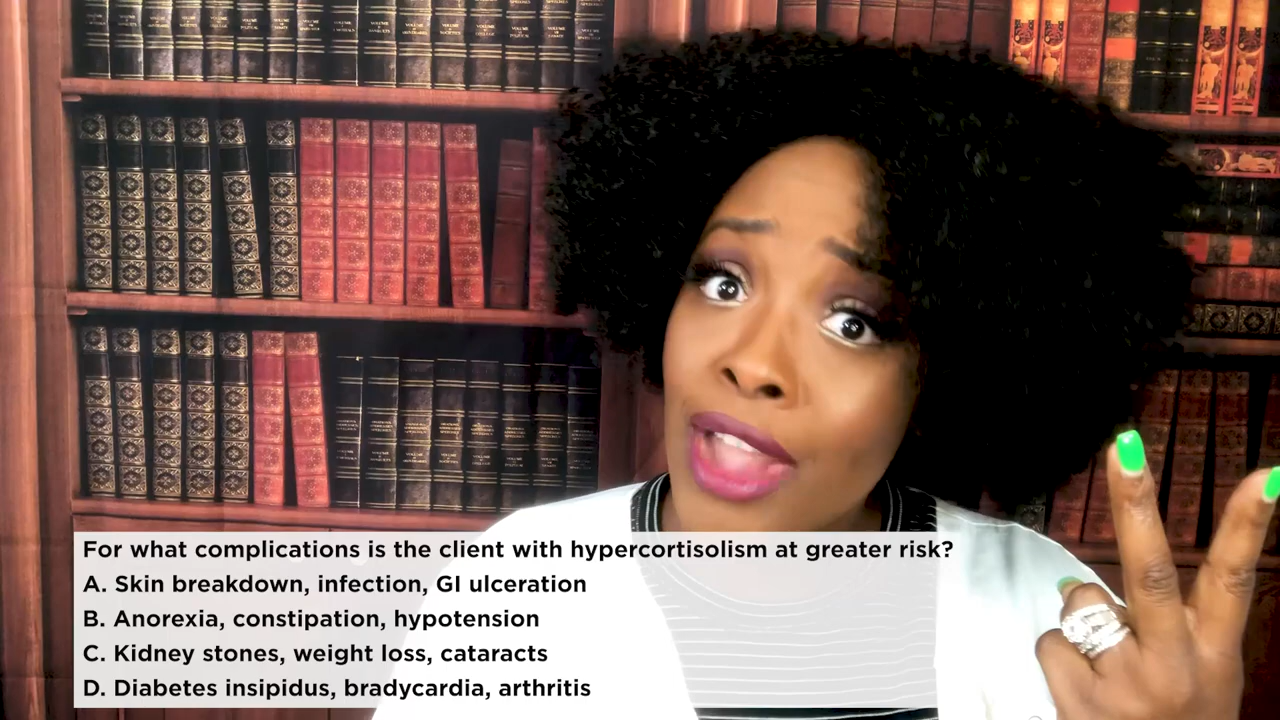 For what complications is the client with hypercortisolism at greater risk?
A. Skin breakdown, infection, GI ulceration
B. Anorexia, constipation, hypotension
C. Kidney stones, weight loss, cataracts
D. Diabetes insipidus, bradycardia, arthritis